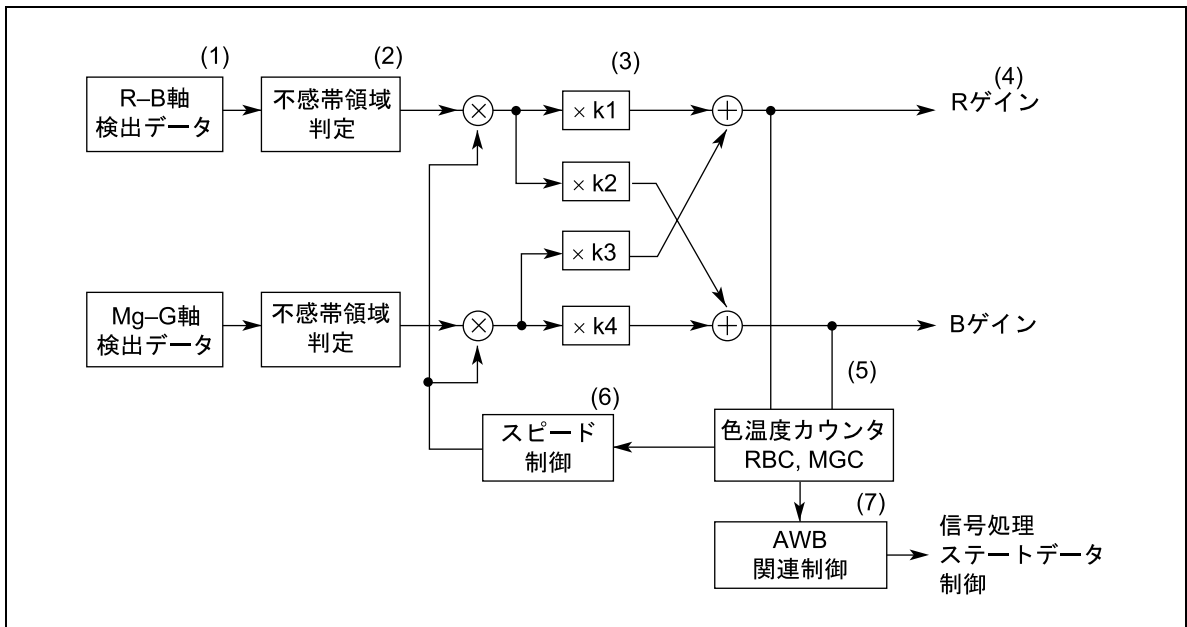 (1)
(2)
(3)
(4)
R–B軸
検出データ
不感帯領域
判定
×
× k1
+
Rゲイン
× k2
× k3
Mg–G軸
検出データ
不感帯領域
判定
×
× k4
+
Bゲイン
(5)
(6)
スピード
制御
色温度カウンタ
RBC, MGC
(7)
AWB
関連制御
信号処理
ステートデータ
制御